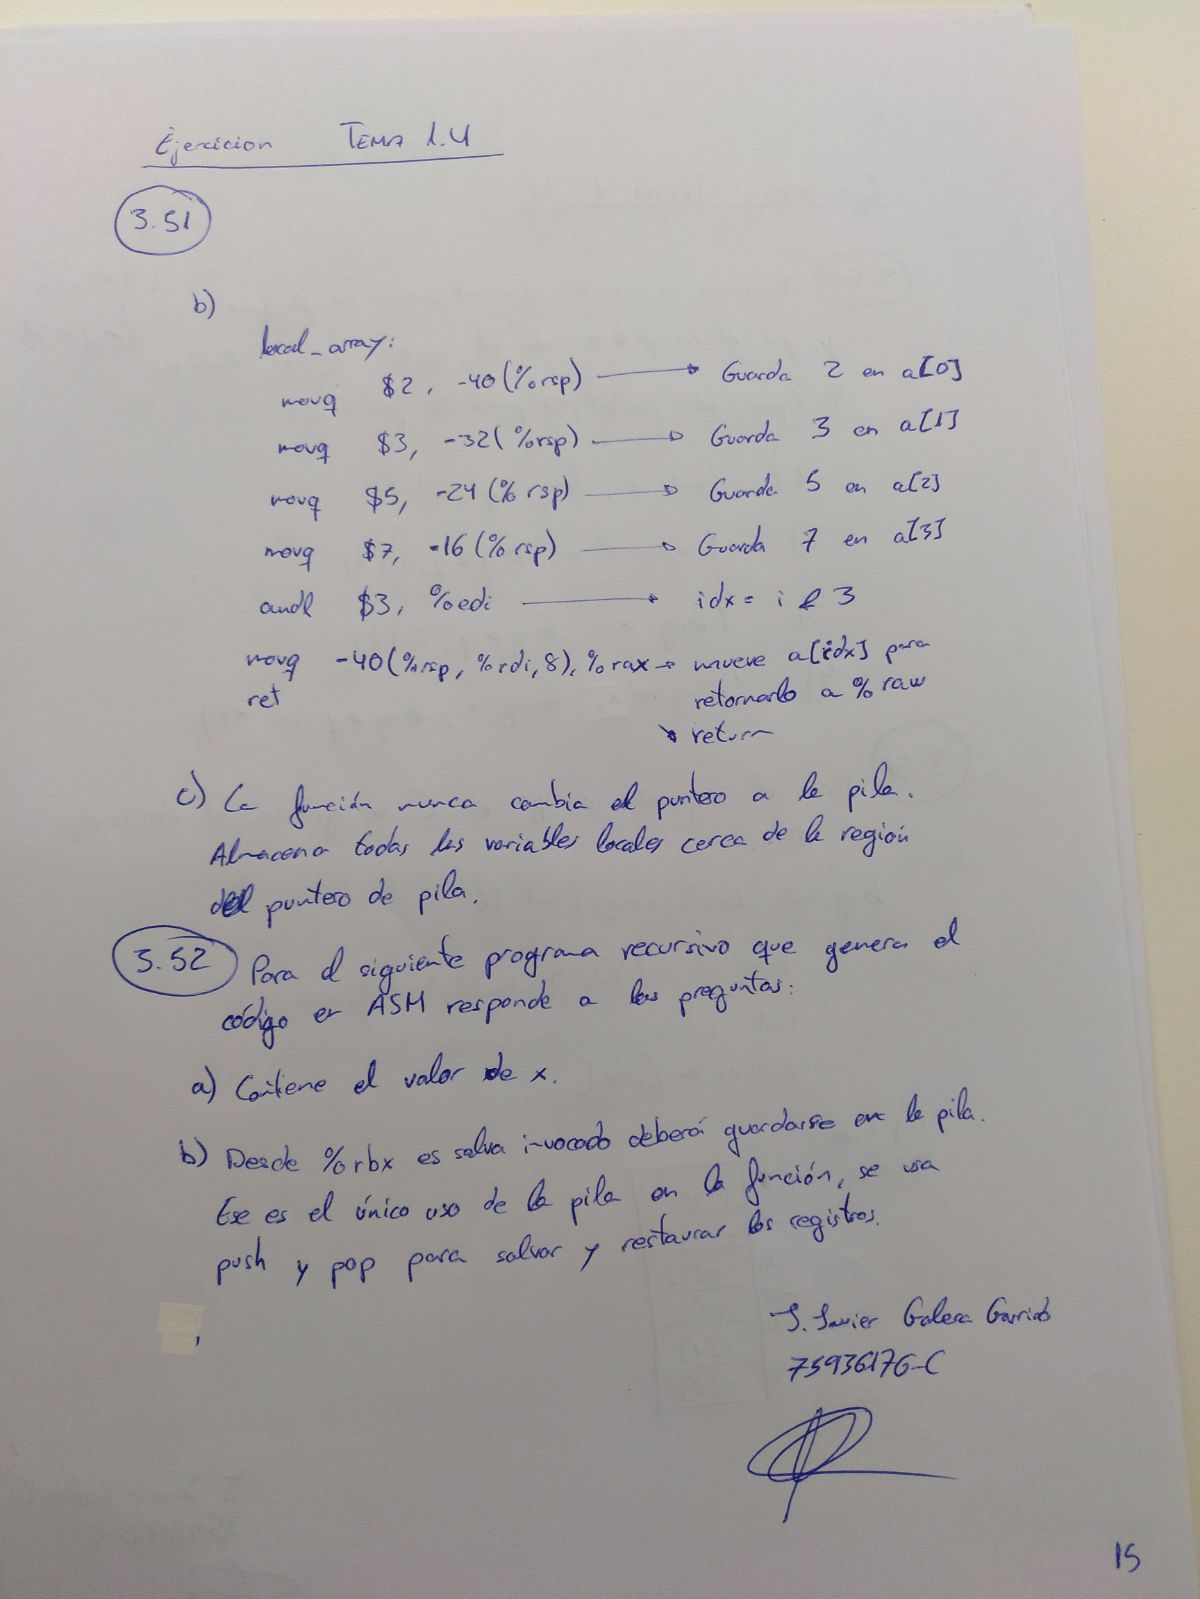 Ejercicion TEMA 1.4
3.51
b)
local_array:
movq $2, -40(%rsp) → Guarda 2 en a[0]
movq $3, -32(%rsp) → Guarda 3 en a[1]
movq $5, -24(%rsp) → Guarda 5 en a[2]
movq $7, -16(%rsp) → Guarda 7 en a[3]
andl $3, %edi → idx = i & 3
movq -40(%rsp, %rdi, 8), %rax → mueve a[idx] para
ret retornarlo a %raw
→ return
c) La función nunca cambia el puntero a la pila.
Almacena todas las variables locales cerca de la región
del puntero de pila.
3.52 Para el siguiente programa recursivo que genera el
código en ASM responde a las preguntas:
a) Contiene el valor de x.
b) Desde %rbx es salva invocado deberá guardarse en la pila.
Ese es el único uso de la pila en la función, se usa
push y pop para salvar y restaurar los registros.
J. Javier Galera Garrido
75936176-C
15